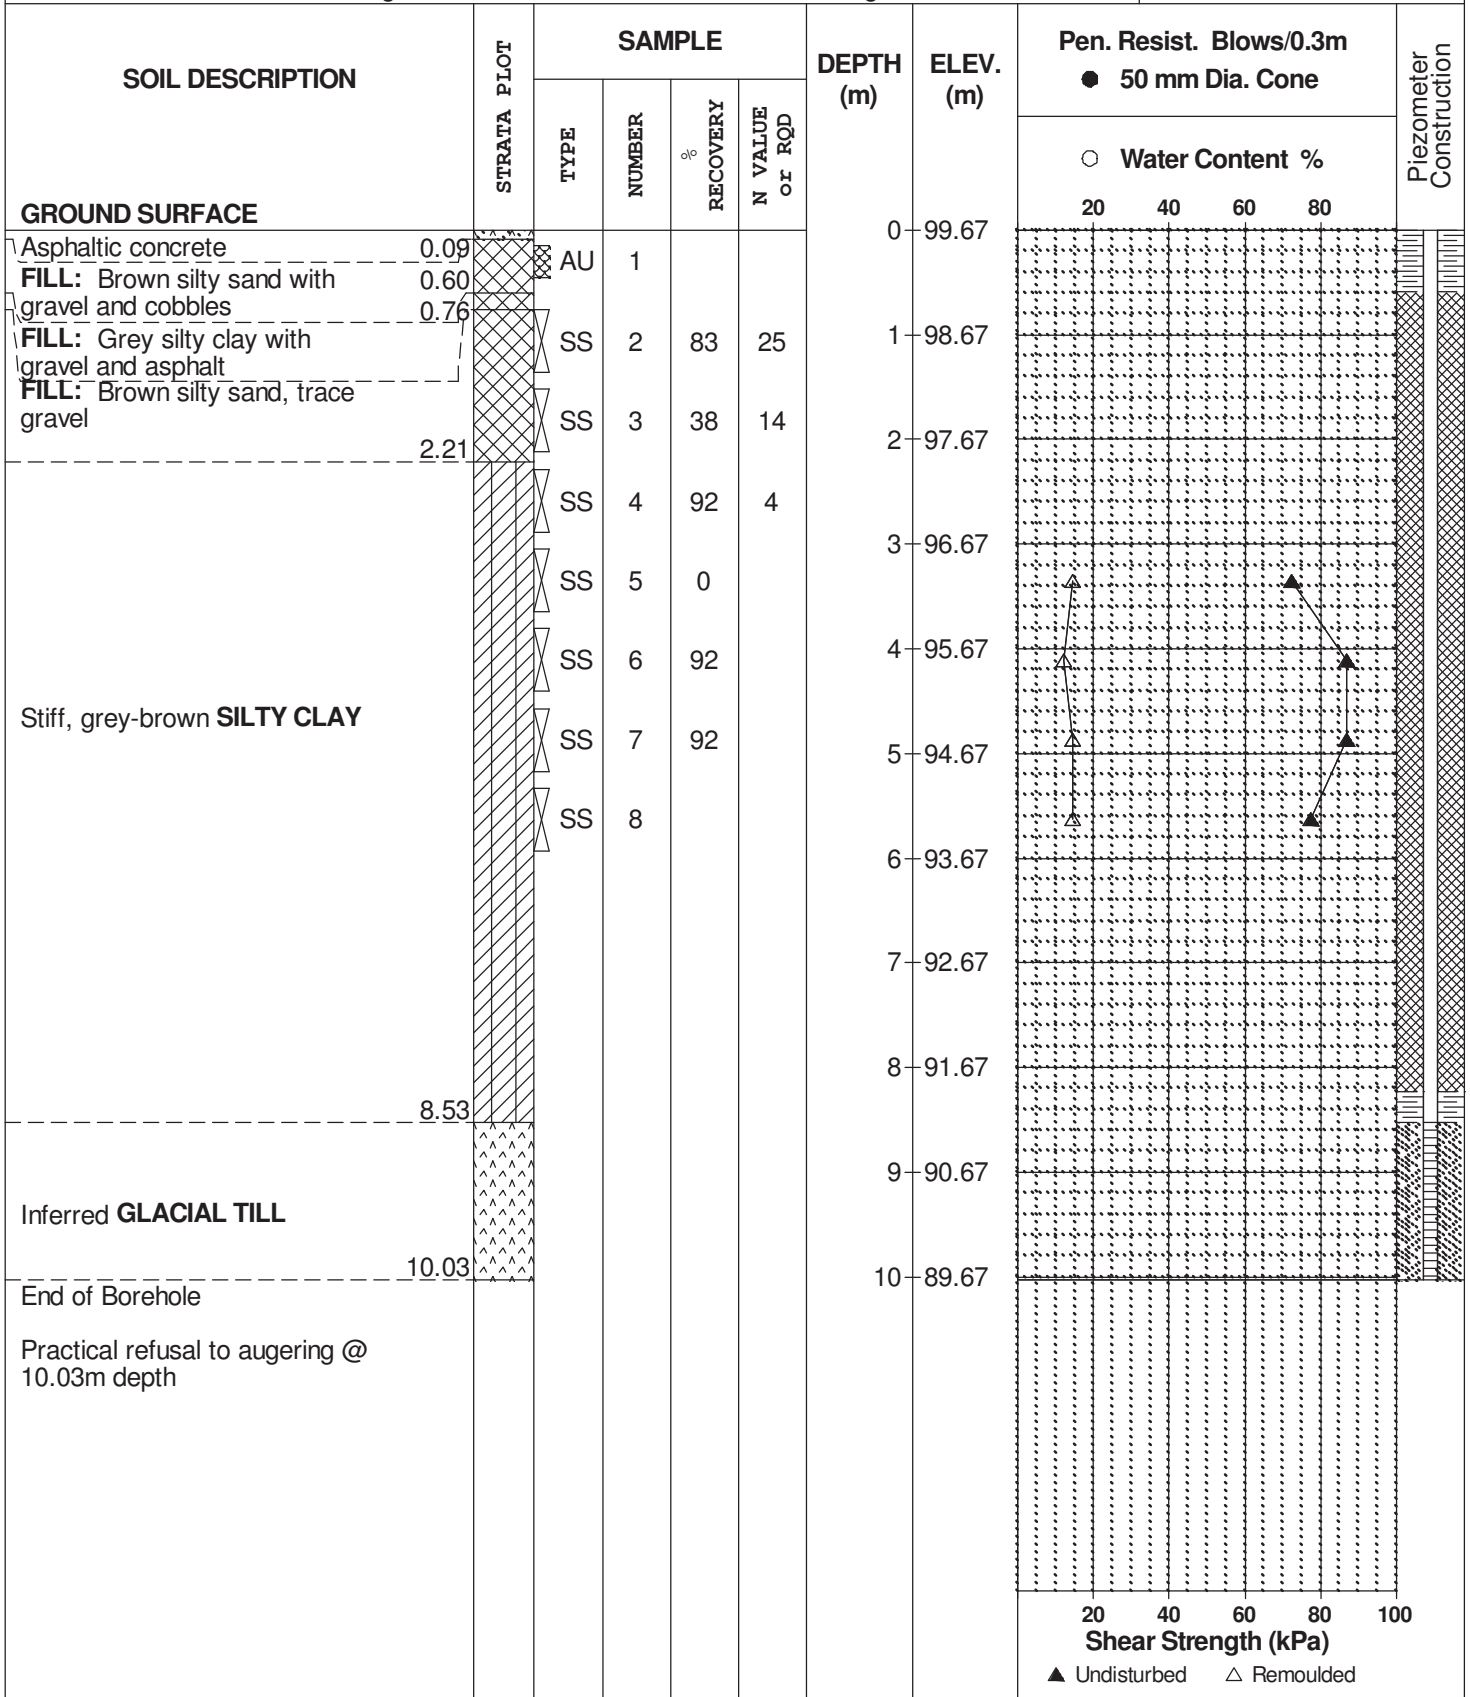 SOIL DESCRIPTION
STRATA PLOT
SAMPLE
TYPE
NUMBER
% RECOVERY
N VALUE or RQD
DEPTH (m)
ELEV. (m)
Pen. Resist. Blows/0.3m
● 50 mm Dia. Cone
○ Water Content %
Piezometer Construction
20 40 60 80
GROUND SURFACE
0 99.67
Asphaltic concrete 0.09
AU 1
FILL: Brown silty sand with 0.60
gravel and cobbles 0.76
FILL: Grey silty clay with
gravel and asphalt
SS 2 83 25
1 98.67
FILL: Brown silty sand, trace
gravel
SS 3 38 14
2.21
2 97.67
SS 4 92 4
3 96.67
SS 5 0
4 95.67
SS 6 92
Stiff, grey-brown SILTY CLAY
SS 7 92
5 94.67
SS 8
6 93.67
7 92.67
8 91.67
8.53
9 90.67
Inferred GLACIAL TILL
10.03
10 89.67
End of Borehole
Practical refusal to augering @
10.03m depth
20 40 60 80 100
Shear Strength (kPa)
▲ Undisturbed △ Remoulded